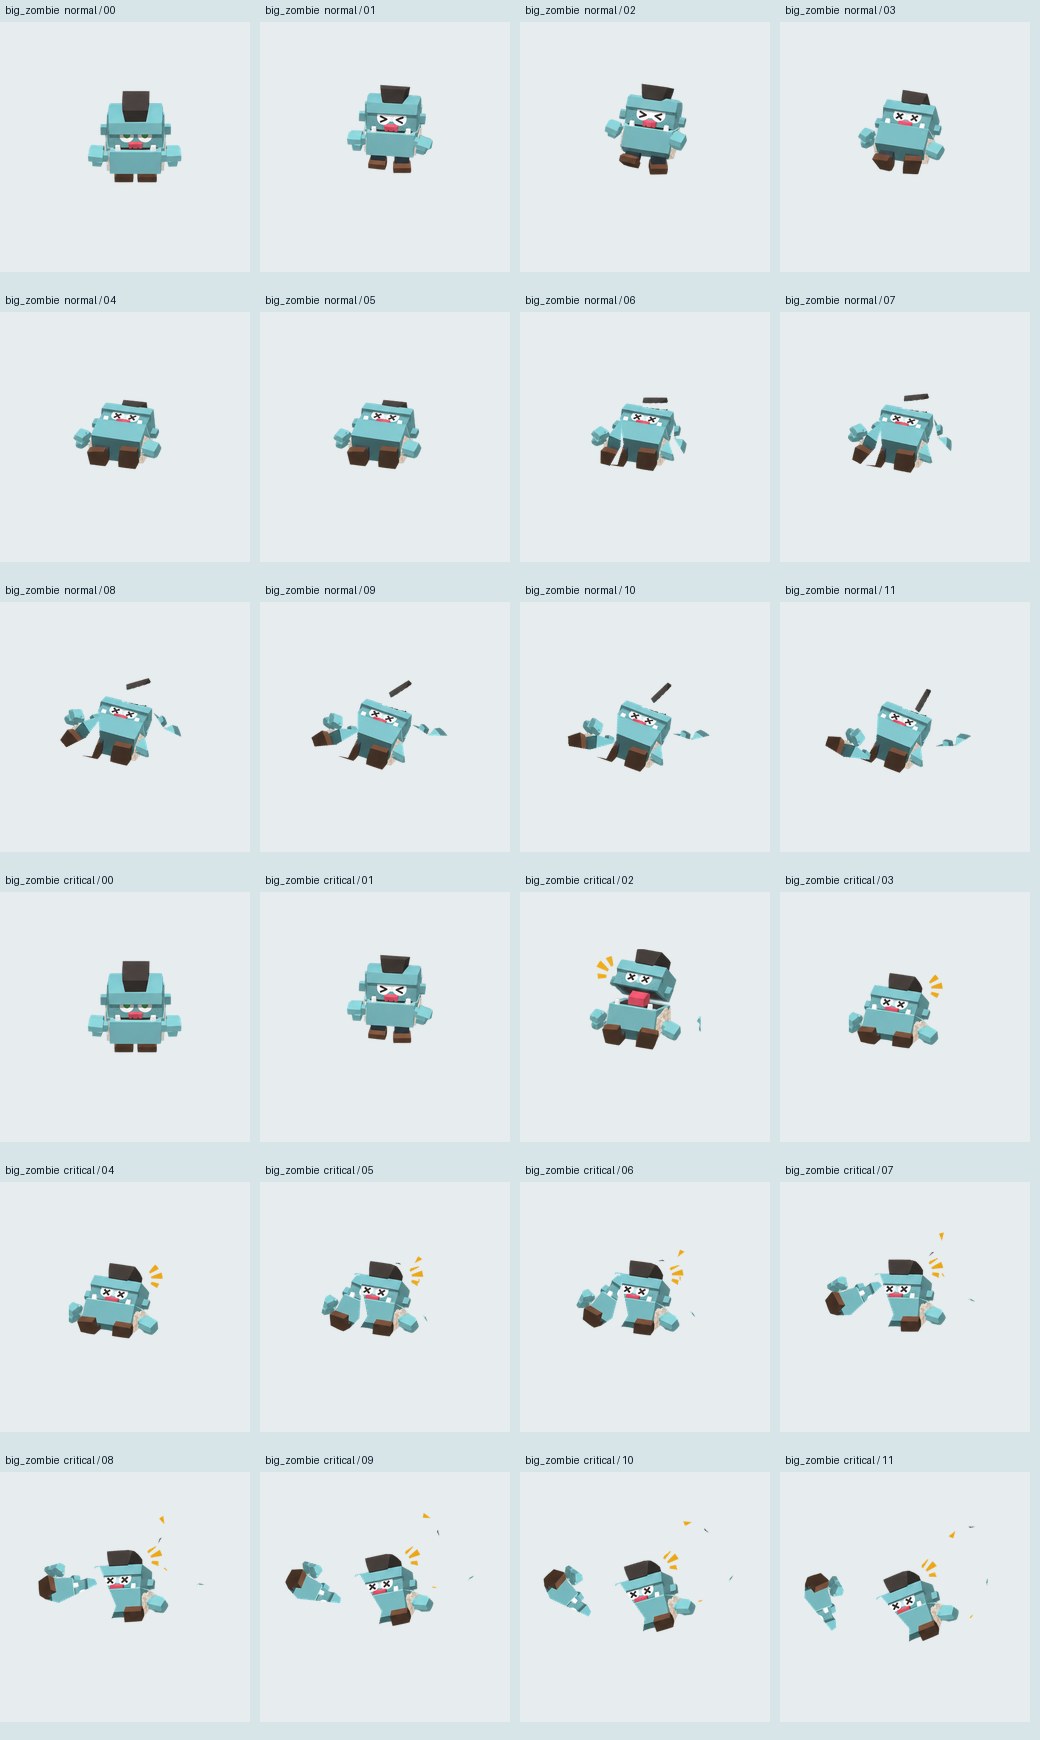 big_zombie normal/00
big_zombie normal/01
big_zombie normal/02
big_zombie normal/03
big_zombie normal/04
big_zombie normal/05
big_zombie normal/06
big_zombie normal/07
big_zombie normal/08
big_zombie normal/09
big_zombie normal/10
big_zombie normal/11
big_zombie critical/00
big_zombie critical/01
big_zombie critical/02
big_zombie critical/03
big_zombie critical/04
big_zombie critical/05
big_zombie critical/06
big_zombie critical/07
big_zombie critical/08
big_zombie critical/09
big_zombie critical/10
big_zombie critical/11